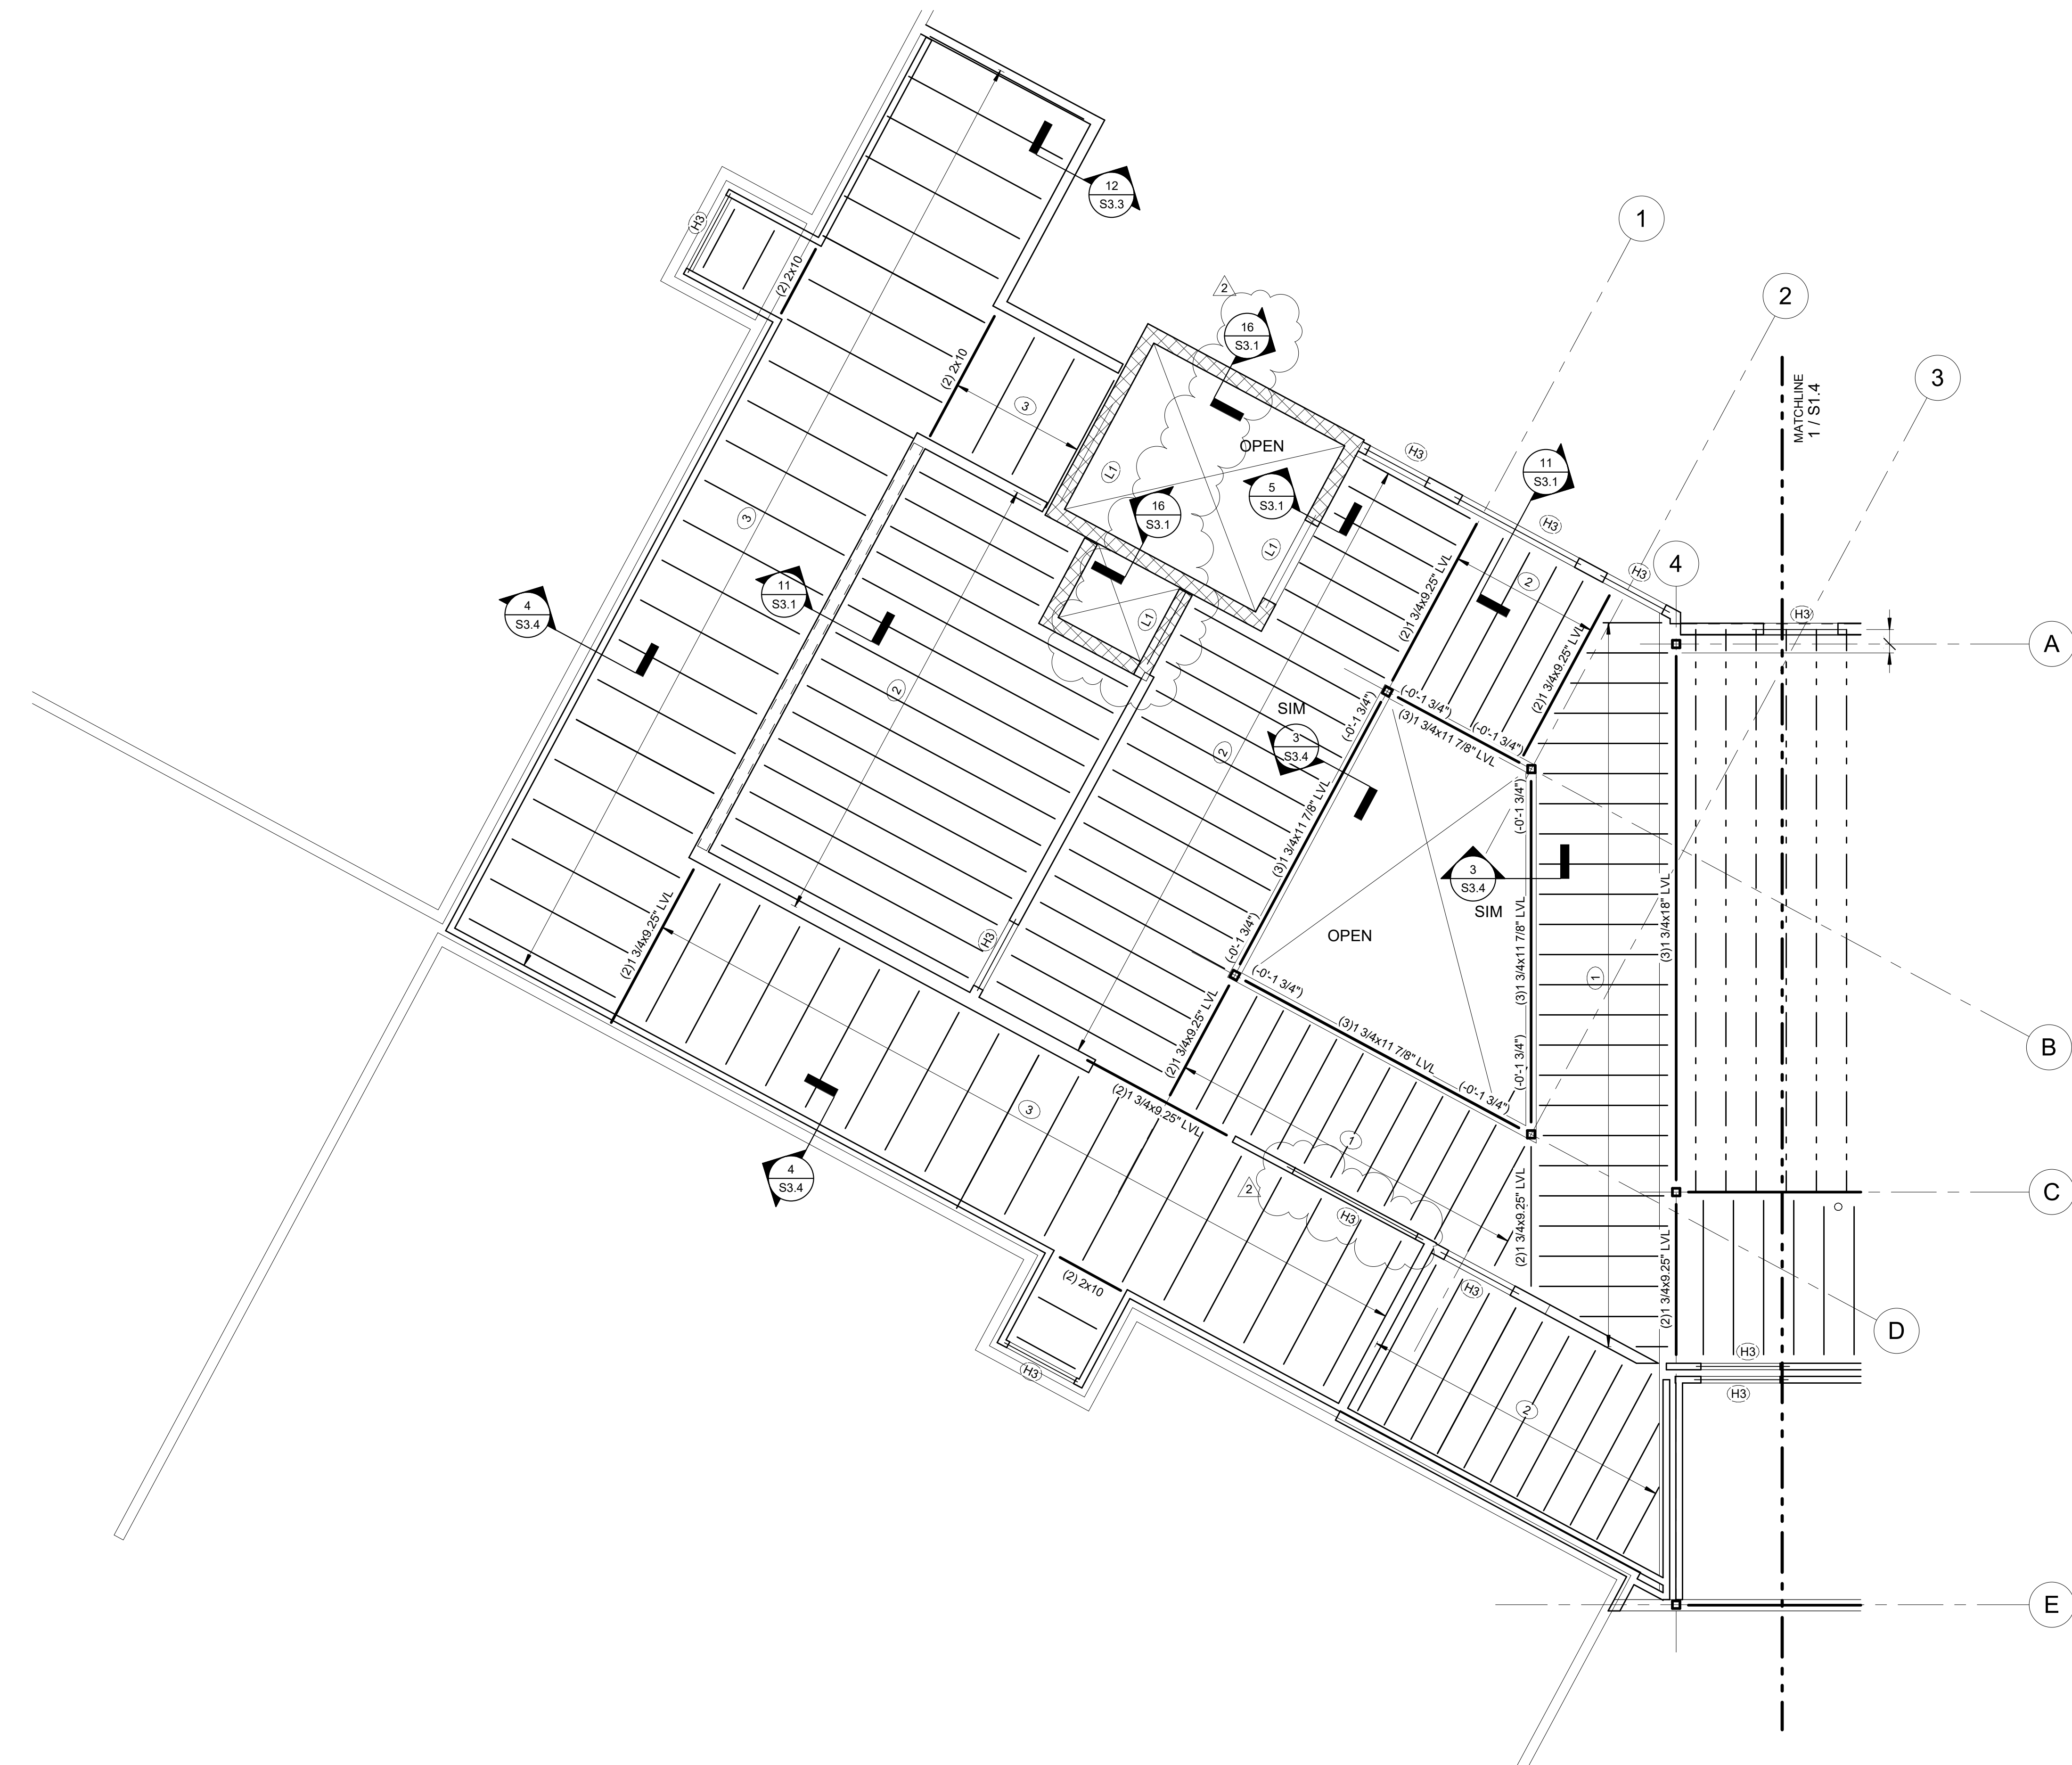 12
S3.3
1
H3
(2) 2x10
2
2
16
S3.1
3
MATCHLINE
1 / S1.4
(2) 2x10
3
OPEN
H3
11
S3.1
L1
5
S3.1
16
S3.1
H3
L1
3
H3
4
2
(2)1 3/4x9.25" LVL
11
S3.1
4
S3.4
L1
H3
A
2
(2)1 3/4x9.25" LVL
(-0'-1 3/4")
(-0'-1 3/4")
(3)1 3/4x11 7/8" LVL
(-0'-1 3/4")
SIM
3
S3.4
2
(-0'-1 3/4")
(3)1 3/4x11 7/8" LVL
3
S3.4
SIM
OPEN
(3)1 3/4x11 7/8" LVL
(3)1 3/4x18" LVL
1
(2)1 3/4x9.25" LVL
H3
(-0'-1 3/4")
(-0'-1 3/4")
(3)1 3/4x11 7/8" LVL
(-0'-1 3/4")
(-0'-1 3/4")
(2)1 3/4x9.25" LVL
B
3
(2)1 3/4x9.25" LVL
1
4
S3.4
2
H3
(2)1 3/4x9.25" LVL
C
(2)1 3/4x9.25" LVL
(2) 2x10
H3
D
H3
H3
H3
2
E